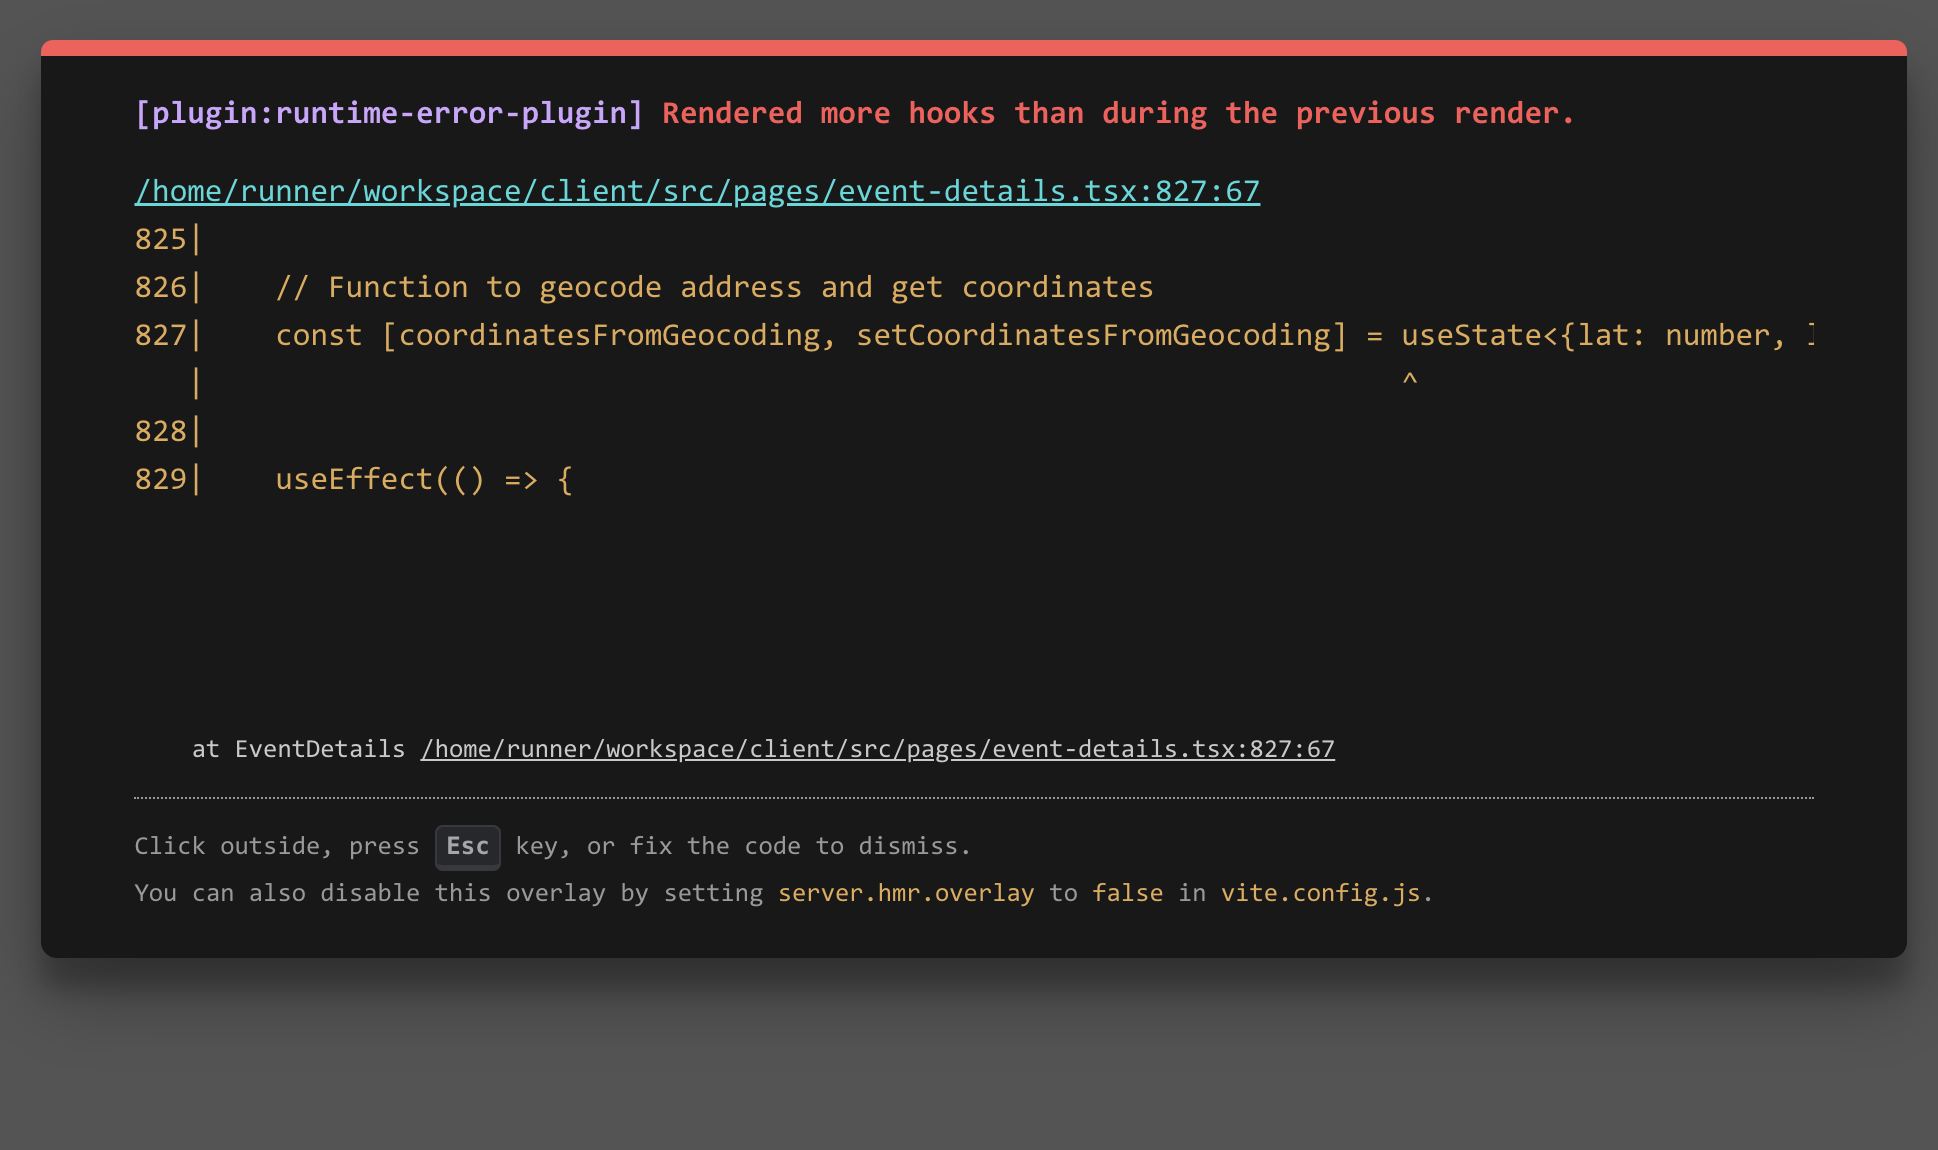 [plugin:runtime-error-plugin] Rendered more hooks than during the previous render.
/home/runner/workspace/client/src/pages/event-details.tsx:827:67
825|
826|    // Function to geocode address and get coordinates
827|    const [coordinatesFromGeocoding, setCoordinatesFromGeocoding] = useState<{lat: number,
   |                                                                    ^
828|
829|    useEffect(() => {
at EventDetails /home/runner/workspace/client/src/pages/event-details.tsx:827:67
Click outside, press Esc key, or fix the code to dismiss.
You can also disable this overlay by setting server.hmr.overlay to false in vite.config.js.